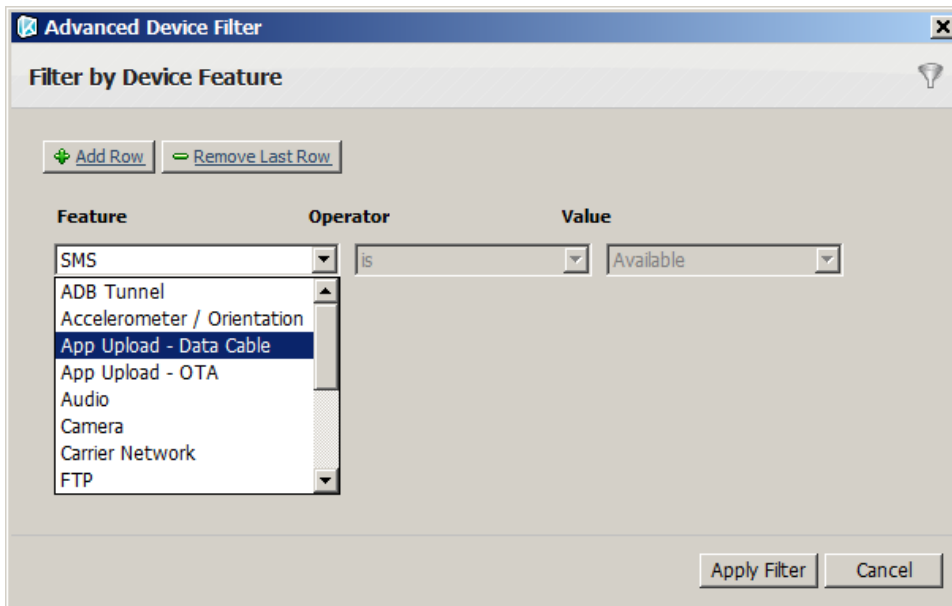 Advanced Device Filter
Filter by Device Feature
Add Row Remove Last Row
Feature Operator Value
SMS is Available
ADB Tunnel
Accelerometer / Orientation
App Upload - Data Cable
App Upload - OTA
Audio
Camera
Carrier Network
FTP
Apply Filter Cancel